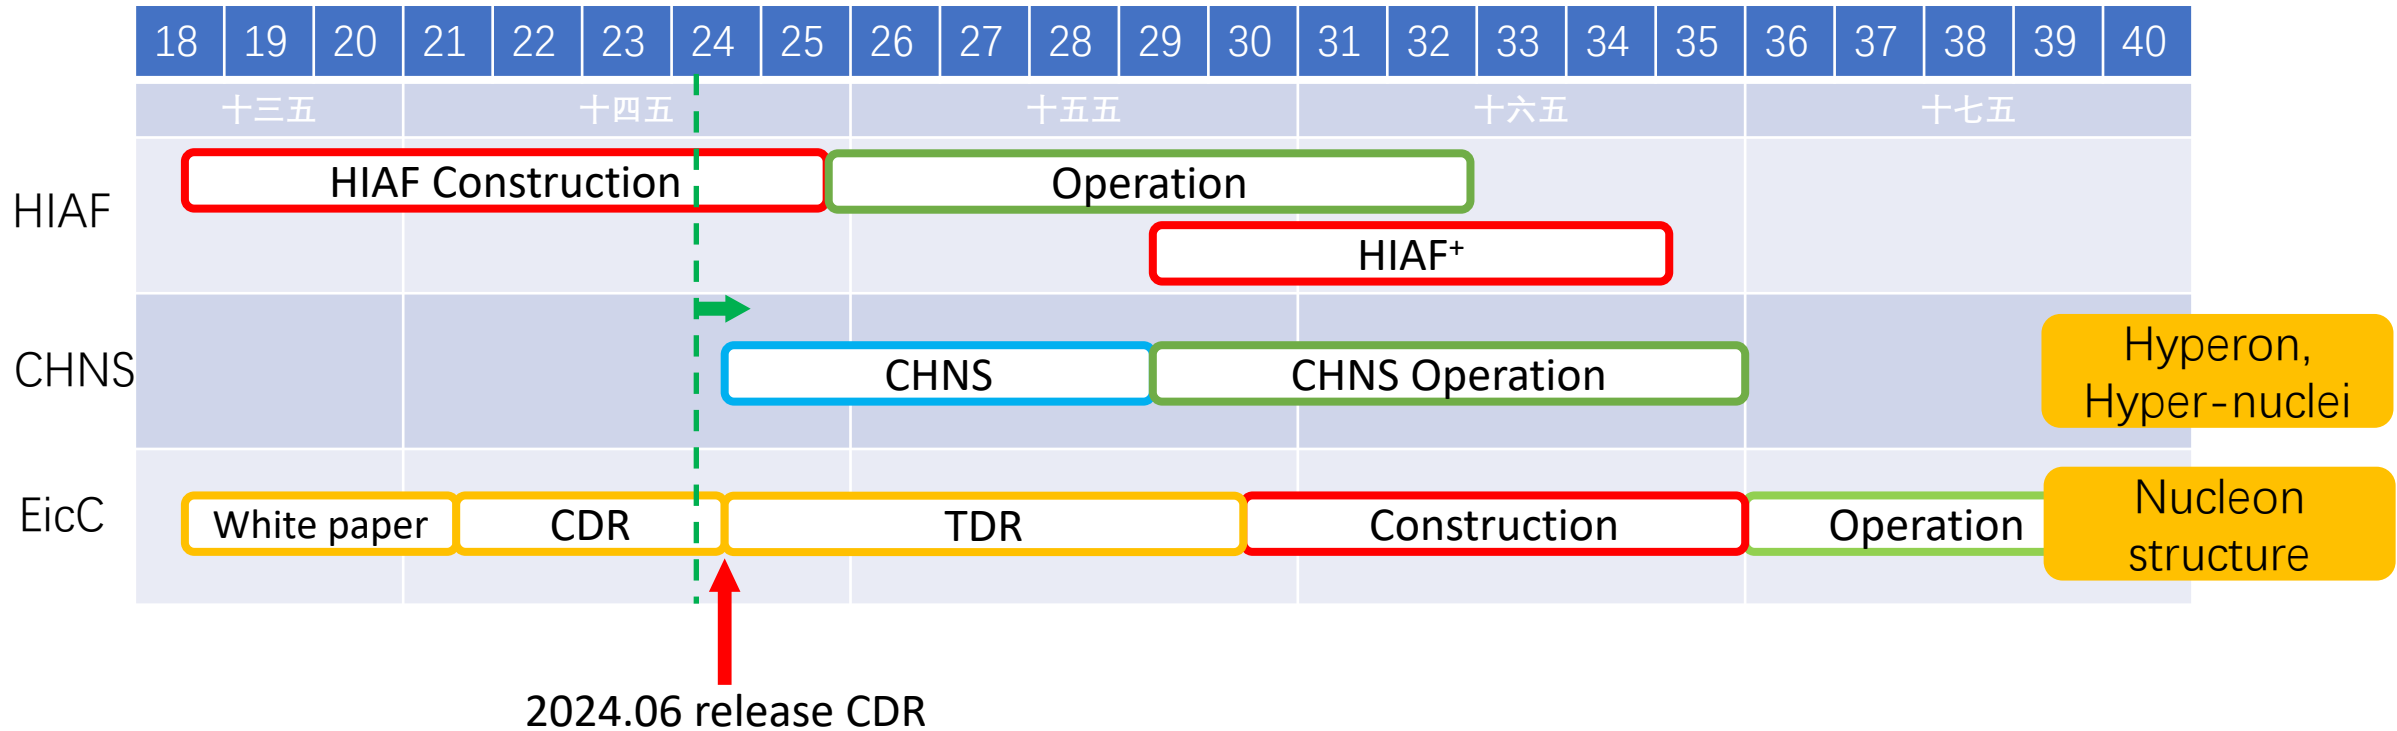 18 19 20 21 22 23 24 25 26 27 28 29 30 31 32 33 34 35 36 37 38 39 40
十三五 十四五 十五五 十六五 十七五
HIAF
HIAF Construction
Operation
HIAF⁺
CHNS
CHNS
CHNS Operation
Hyperon,
Hyper-nuclei
EicC
White paper
CDR
TDR
Construction
Operation
Nucleon
structure
2024.06 release CDR